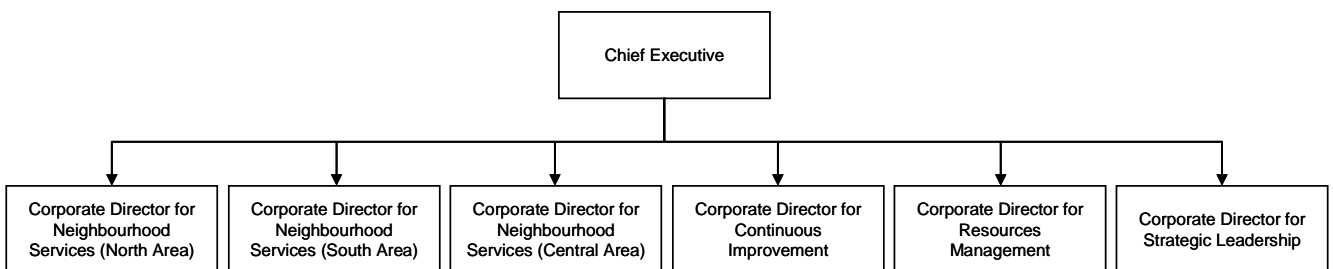 Chief Executive
Corporate Director for
Neighbourhood
Services (North Area)
Corporate Director for
Neighbourhood
Services (South Area)
Corporate Director for
Neighbourhood
Services (Central Area)
Corporate Director for
Continuous
Improvement
Corporate Director for
Resources
Management
Corporate Director for
Strategic Leadership